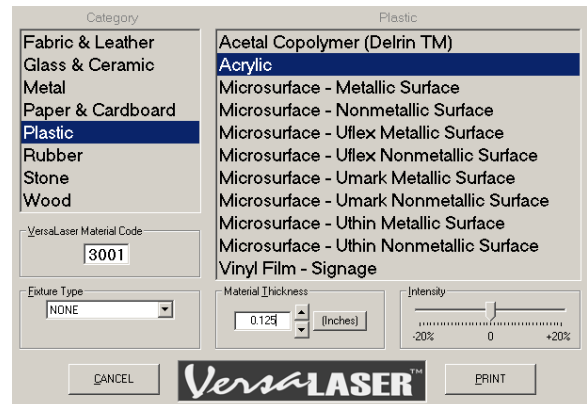 Category
Plastic
Fabric & Leather
Glass & Ceramic
Metal
Paper & Cardboard
Plastic
Rubber
Stone
Wood
Acetal Copolymer (Delrin TM)
Acrylic
Microsurface - Metallic Surface
Microsurface - Nonmetallic Surface
Microsurface - Uflex Metallic Surface
Microsurface - Uflex Nonmetallic Surface
Microsurface - Umark Metallic Surface
Microsurface - Umark Nonmetallic Surface
Microsurface - Uthin Metallic Surface
Microsurface - Uthin Nonmetallic Surface
Vinyl Film - Signage
VersaLaser Material Code
3001
Fixture Type
NONE
Material Thickness
0.125
(Inches)
Intensity
-20% 0 +20%
CANCEL
VersaLASER™
PRINT